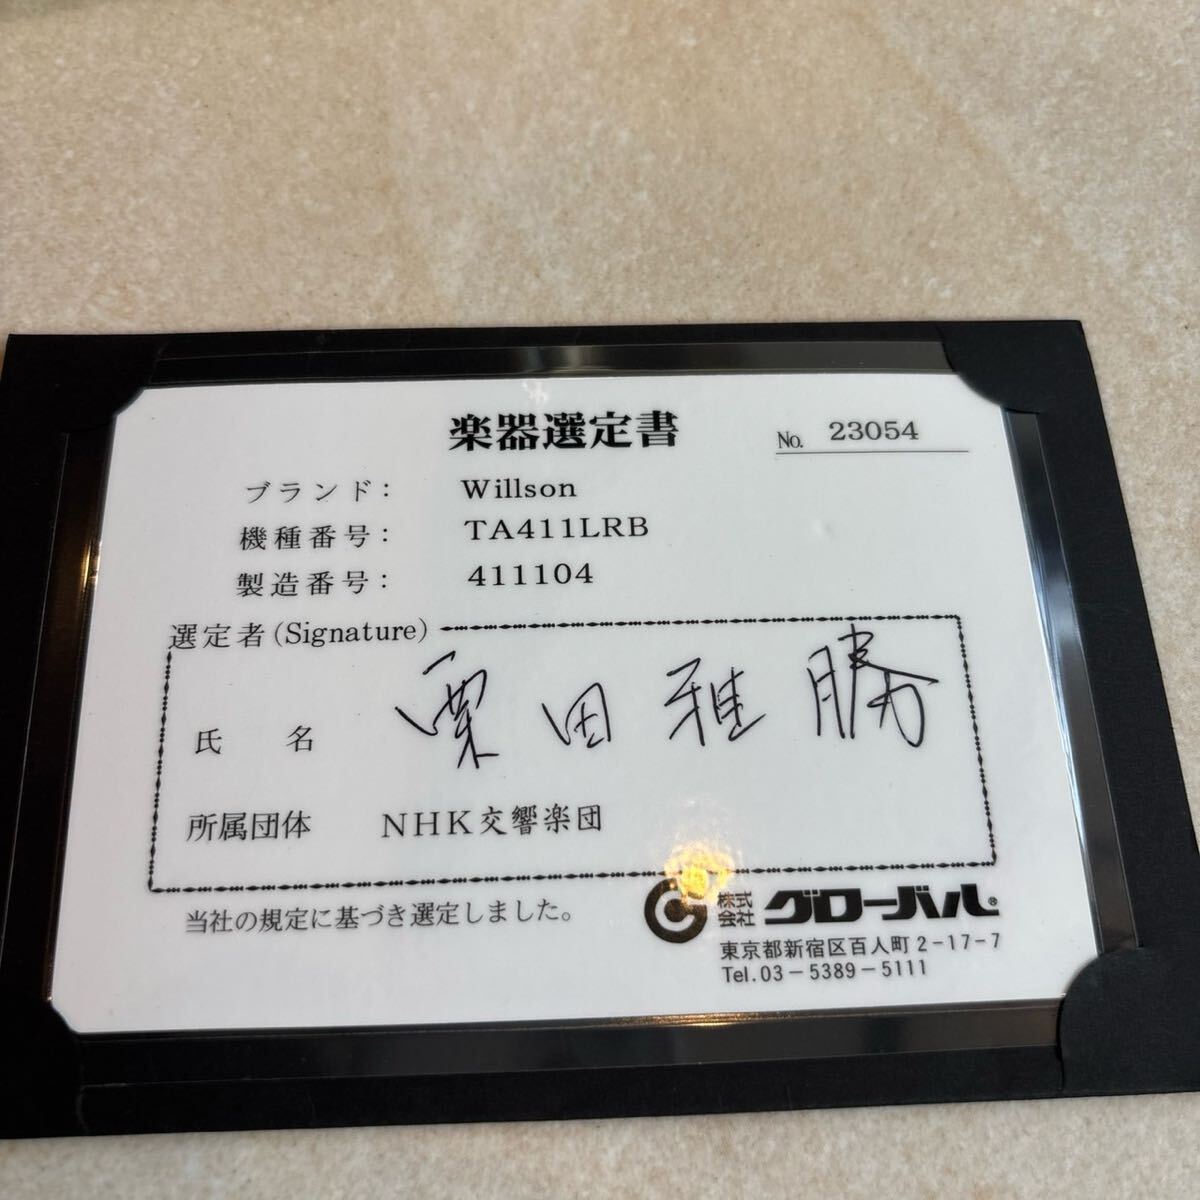 楽器選定書
No. 23054
ブランド： Willson
機種番号： TA411LRB
製造番号： 411104
選定者(Signature)
氏 名 栗田雅勝
所属団体 NHK交響楽団
当社の規定に基づき選定しました。
株式会社 グローバル®
東京都新宿区百人町2-17-7
Tel.03-5389-5111